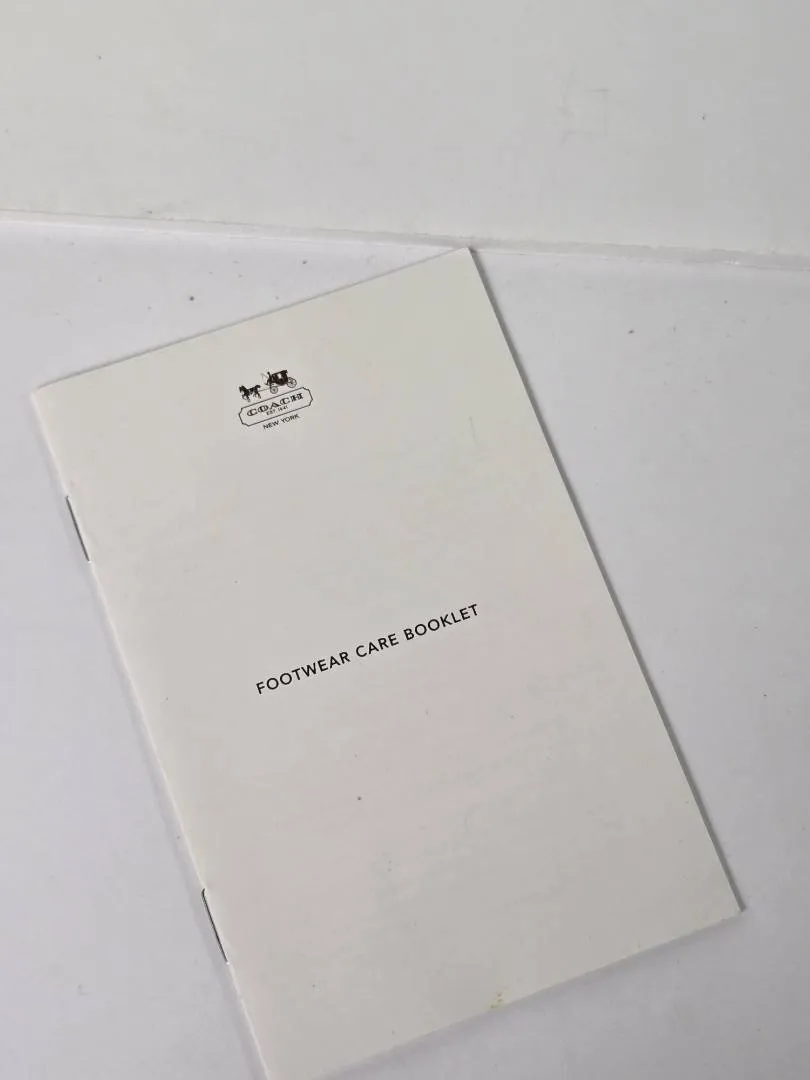 COACH
EST. 1941
NEW YORK
FOOTWEAR CARE BOOKLET